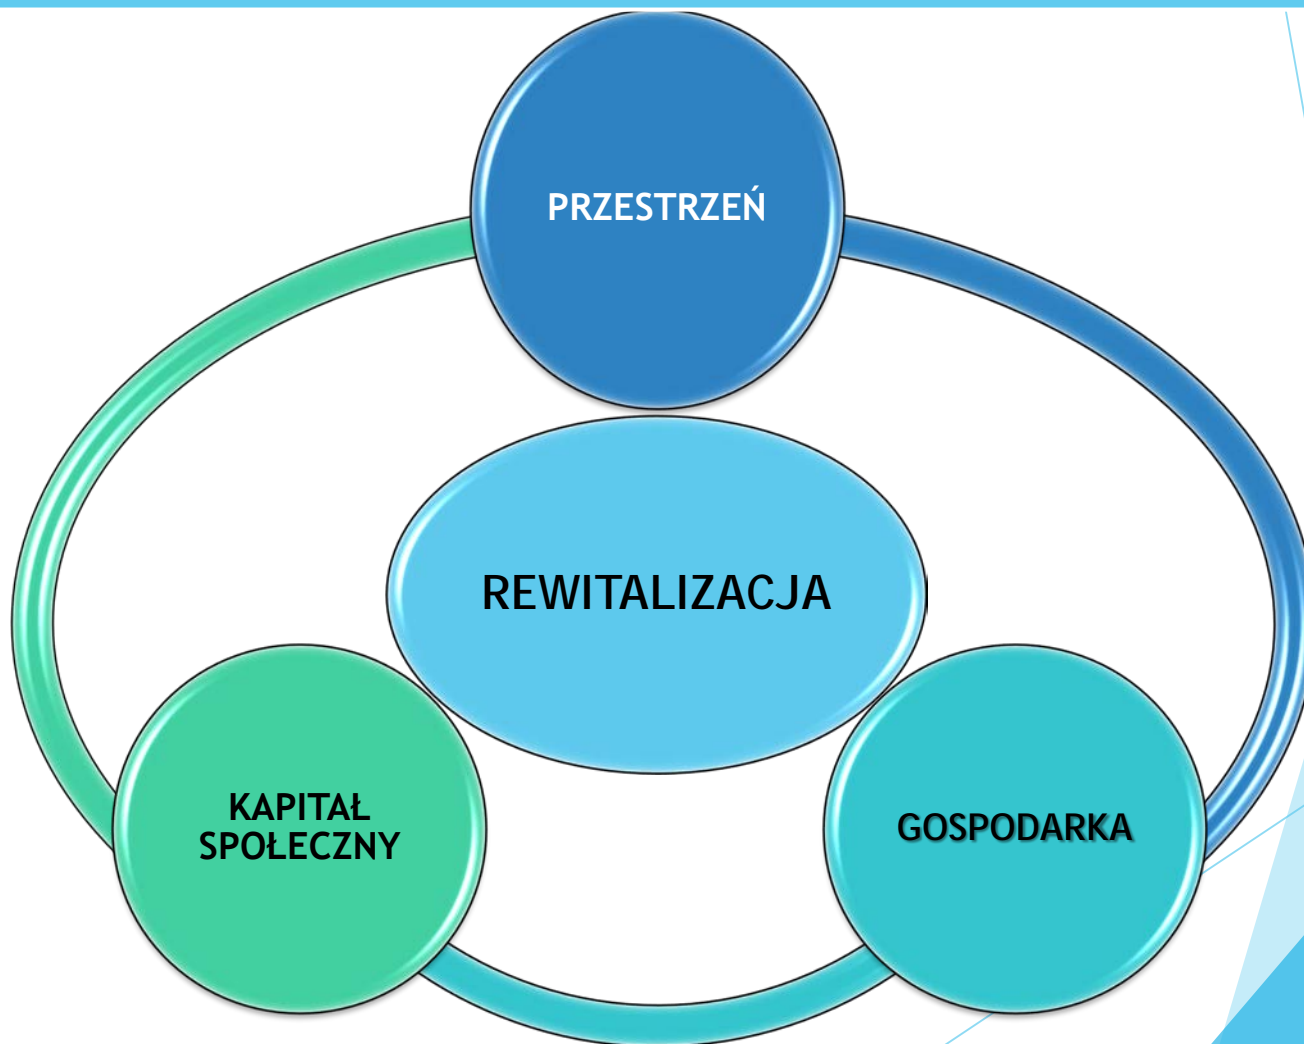 PRZESTRZEŃ
REWITALIZACJA
KAPITAŁ
SPOŁECZNY
GOSPODARKA